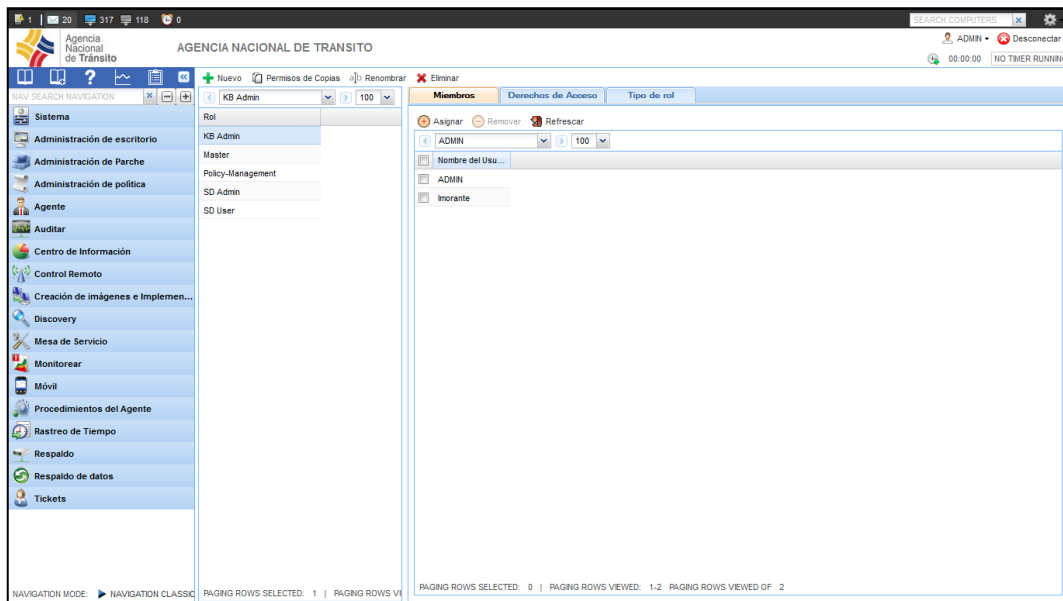 1 20 317 118 0 SEARCH COMPUTERS
Agencia
Nacional
de Tránsito
AGENCIA NACIONAL DE TRANSITO
ADMIN Desconectar
00:00:00 NO TIMER RUNNIN
NAV SEARCH NAVIGATION
Sistema
Administración de escritorio
Administración de Parche
Administración de política
Agente
Auditar
Centro de Información
Control Remoto
Creación de imágenes e Implemen...
Discovery
Mesa de Servicio
Monitorear
Móvil
Procedimientos del Agente
Rastreo de Tiempo
Respaldo
Respaldo de datos
Tickets
NAVIGATION MODE: NAVIGATION CLASSIC
Nuevo Permisos de Copias Renombrar Eliminar
KB Admin 100
Rol
KB Admin
Master
Policy-Management
SD Admin
SD User
PAGING ROWS SELECTED: 1 | PAGING ROWS VI
Miembros Derechos de Acceso Tipo de rol
Asignar Remover Refrescar
ADMIN 100
Nombre del Usu...
ADMIN
lmorante
PAGING ROWS SELECTED: 0 | PAGING ROWS VIEWED: 1-2 PAGING ROWS VIEWED OF 2